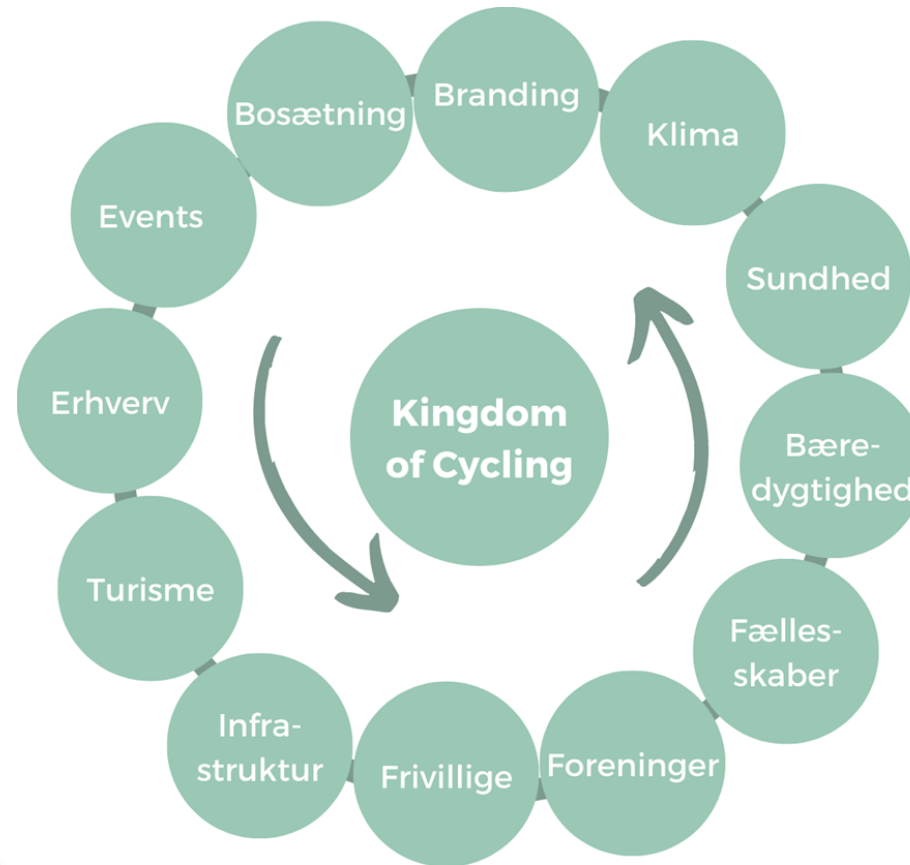 Branding
Bosætning
Klima
Events
Sundhed
Erhverv
Kingdom
of Cycling
Bære-
dygtighed
Turisme
Fælles-
skaber
Infra-
struktur
Frivillige
Foreninger